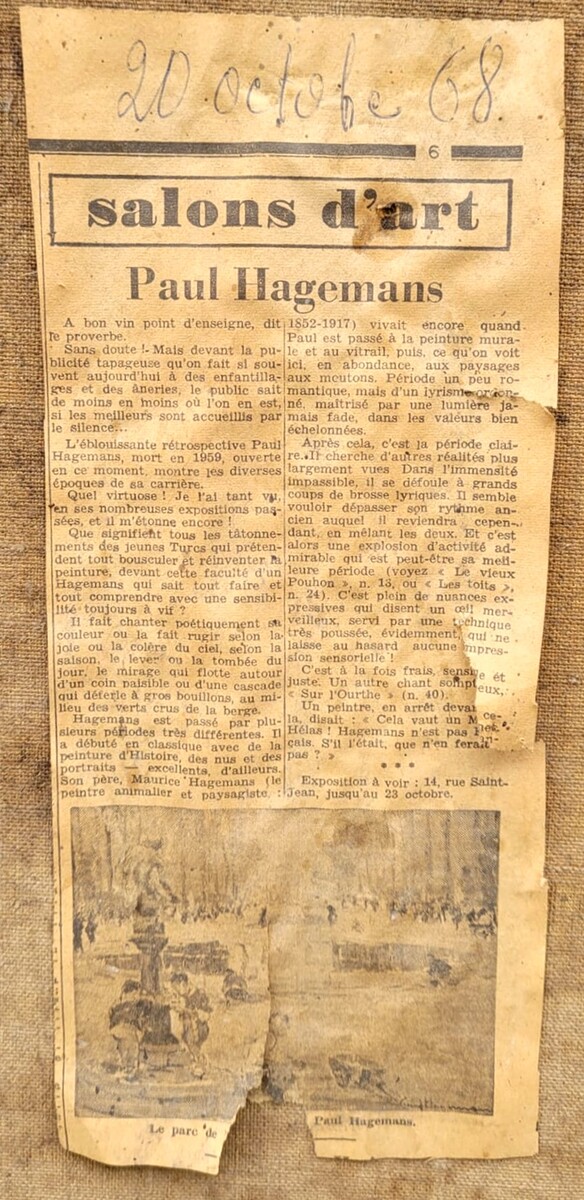 20 octobre 68
6
salons d'art
Paul Hagemans
A bon vin point d'enseigne, dit
le proverbe.
Sans doute ! Mais devant la pu-
blicité tapageuse qu'on fait si sou-
vent aujourd'hui à des enfantilla-
ges et des âneries, le public sait
de moins en moins où l'on en est,
si les meilleurs sont accueillis par
le silence...
L'éblouissante rétrospective Paul
Hagemans, mort en 1959, ouverte
en ce moment, montre les diverses
époques de sa carrière.
Quel virtuose ! Je l'ai tant vu,
en ses nombreuses expositions pas-
sées, et il m'étonne encore !
Que signifient tous les tâtonne-
ments des jeunes Turcs qui préten-
dent tout bousculer et réinventer la
peinture, devant cette faculté d'un
Hagemans qui sait tout faire et
tout comprendre avec une sensibi-
lité toujours à vif ?
Il fait chanter poétiquement sa
couleur ou la fait rugir selon la
joie ou la colère du ciel, selon la
saison, le lever ou la tombée du
jour, le mirage qui flotte autour
d'un coin paisible ou d'une cascade
qui déferle à gros bouillons, au mi-
lieu des verts crus de la berge.
Hagemans est passé par plu-
sieurs périodes très différentes. Il
a débuté en classique avec de la
peinture d'Histoire, des nus et des
portraits — excellents, d'ailleurs.
Son père, Maurice Hagemans (le
peintre animalier et paysagiste :
1852-1917) vivait encore quand
Paul est passé à la peinture mura-
le et au vitrail, puis, ce qu'on voit
ici, en abondance, aux paysages
aux moutons. Période un peu ro-
mantique, mais d'un lyrisme ordon-
né, maîtrisé par une lumière ja-
mais fade, dans les valeurs bien
échelonnées.
Après cela, c'est la période clai-
re. Il cherche d'autres réalités plus
largement vues Dans l'immensité
impassible, il se défoule à grands
coups de brosse lyriques. Il semble
vouloir dépasser son rythme an-
cien auquel il reviendra cepen-
dant, en mêlant les deux. Et c'est
alors une explosion d'activité ad-
mirable qui est peut-être sa meil-
leure période (voyez « Le vieux
Pouhon », n. 13, ou « Les toits »,
n. 24). C'est plein de nuances ex-
pressives qui disent un œil mer-
veilleux, servi par une technique
très poussée, évidemment, qui ne
laisse au hasard aucune impres-
sion sensorielle !
C'est à la fois frais, sensi et
juste. Un autre chant somp eux,
« Sur l'Ourthe » (n. 40).
Un peintre, en arrêt devan ce-
la, disait : « Cela vaut un M
Hélas ! Hagemans n'est pas
çais. S'il l'était, que n'en ferait
pas ? »
* * *
Exposition à voir : 14, rue Saint-
Jean, jusqu'au 23 octobre.
Paul Hagemans
Le parc de
Paul Hagemans.